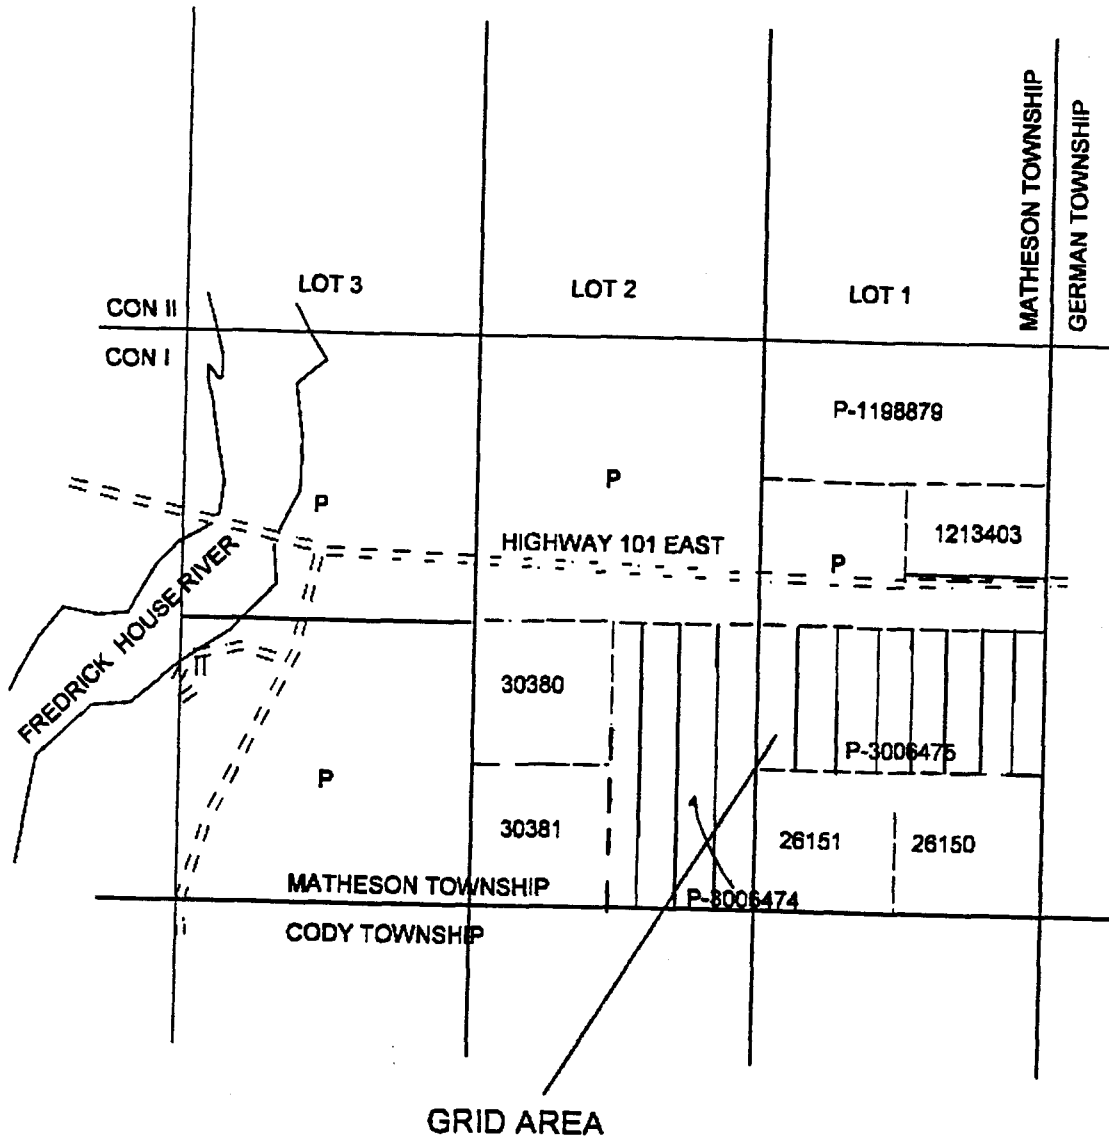 MATHESON TOWNSHIP
GERMAN TOWNSHIP
LOT 3
LOT 2
LOT 1
CON II
CON I
P-1198879
P
P
1213403
HIGHWAY 101 EAST
P
FREDRICK HOUSE RIVER
30380
P-3006475
P
30381
26151
26150
MATHESON TOWNSHIP
P-3006474
CODY TOWNSHIP
GRID AREA